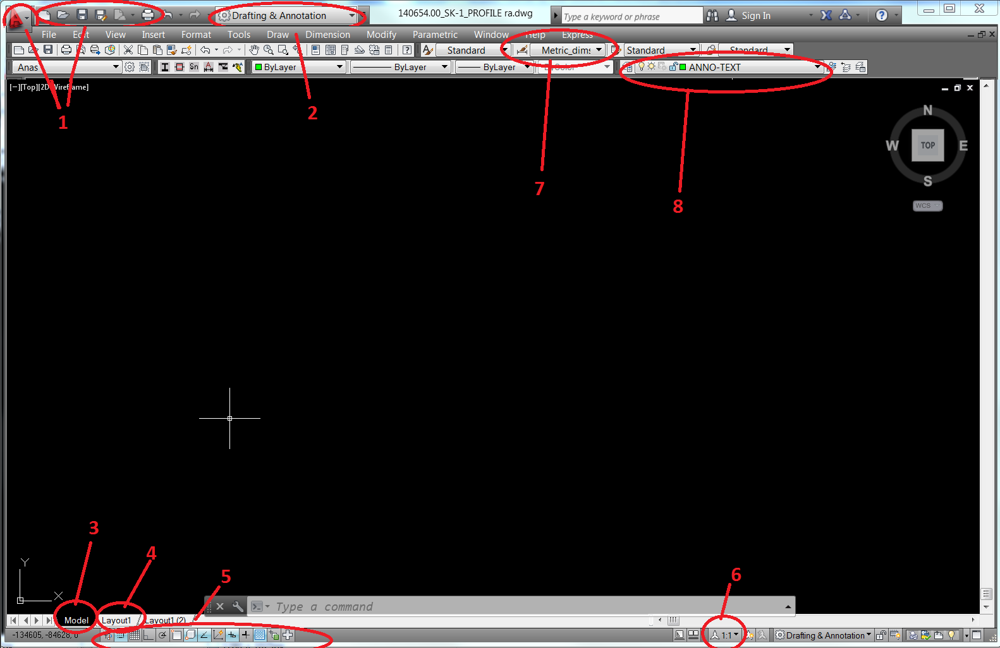 Drafting & Annotation
140654.00_SK-1_PROFILE ra.dwg
Type a keyword or phrase
Sign In
File Edit View Insert Format Tools Draw Dimension Modify Parametric Window Help Express
Standard Metric_dims Standard Standard
Anas Sn ByLayer ByLayer ByLayer ByColor ANNO-TEXT
[−][Top][2D Wireframe]
1
2
N
W TOP E
S
WCS
7
8
3
4
5
6
Y
X
Type a command
Model Layout1 Layout1 (2)
-134605, -84628, 0
1:1 Drafting & Annotation